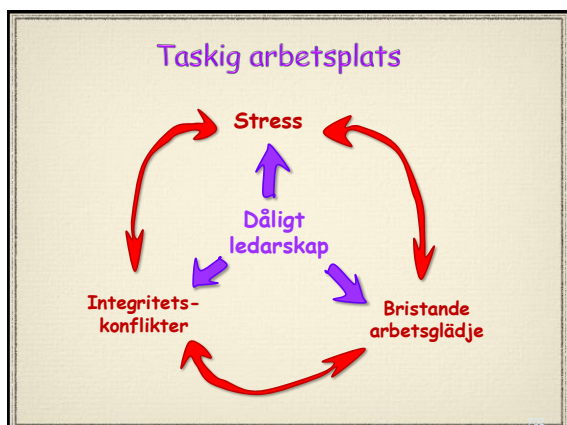 Taskig arbetsplats
Stress
Dåligt
ledarskap
Integritets-
konflikter
Bristande
arbetsglädje